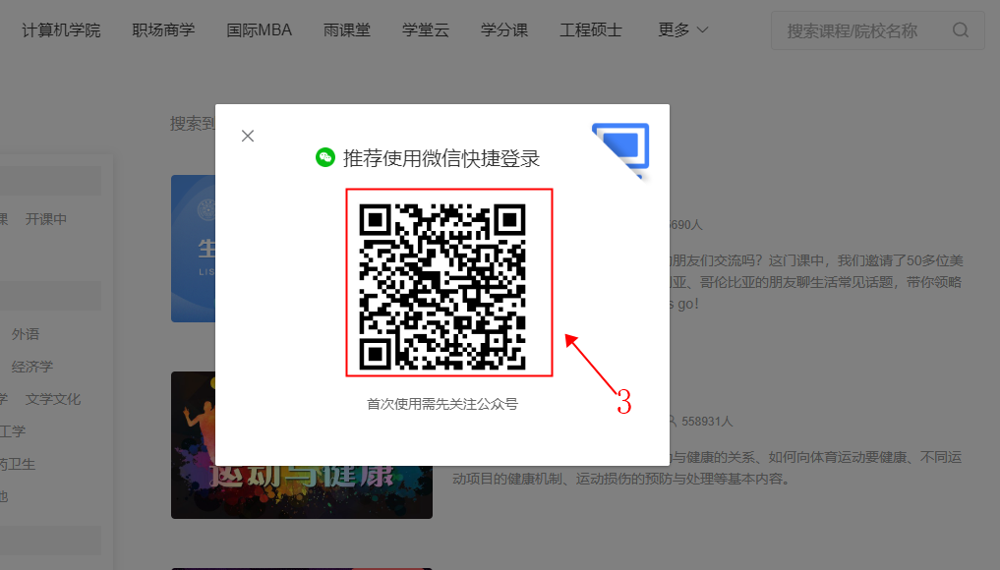 计算机学院 职场商学 国际MBA 雨课堂 学堂云 学分课 工程硕士 更多 搜索课程/院校名称
搜索到
推荐使用微信快捷登录
课 开课中
5690人
生
LIS
朋友们交流吗？这门课中，我们邀请了50多位美
亚、哥伦比亚的朋友聊生活常见话题，带你领略
s go！
外语
经济学
学 文学文化
工学
药卫生
他
首次使用需先关注公众号
3
558931人
与健康的关系、如何向体育运动要健康、不同运
动项目的健康机制、运动损伤的预防与处理等基本内容。
运动与健康